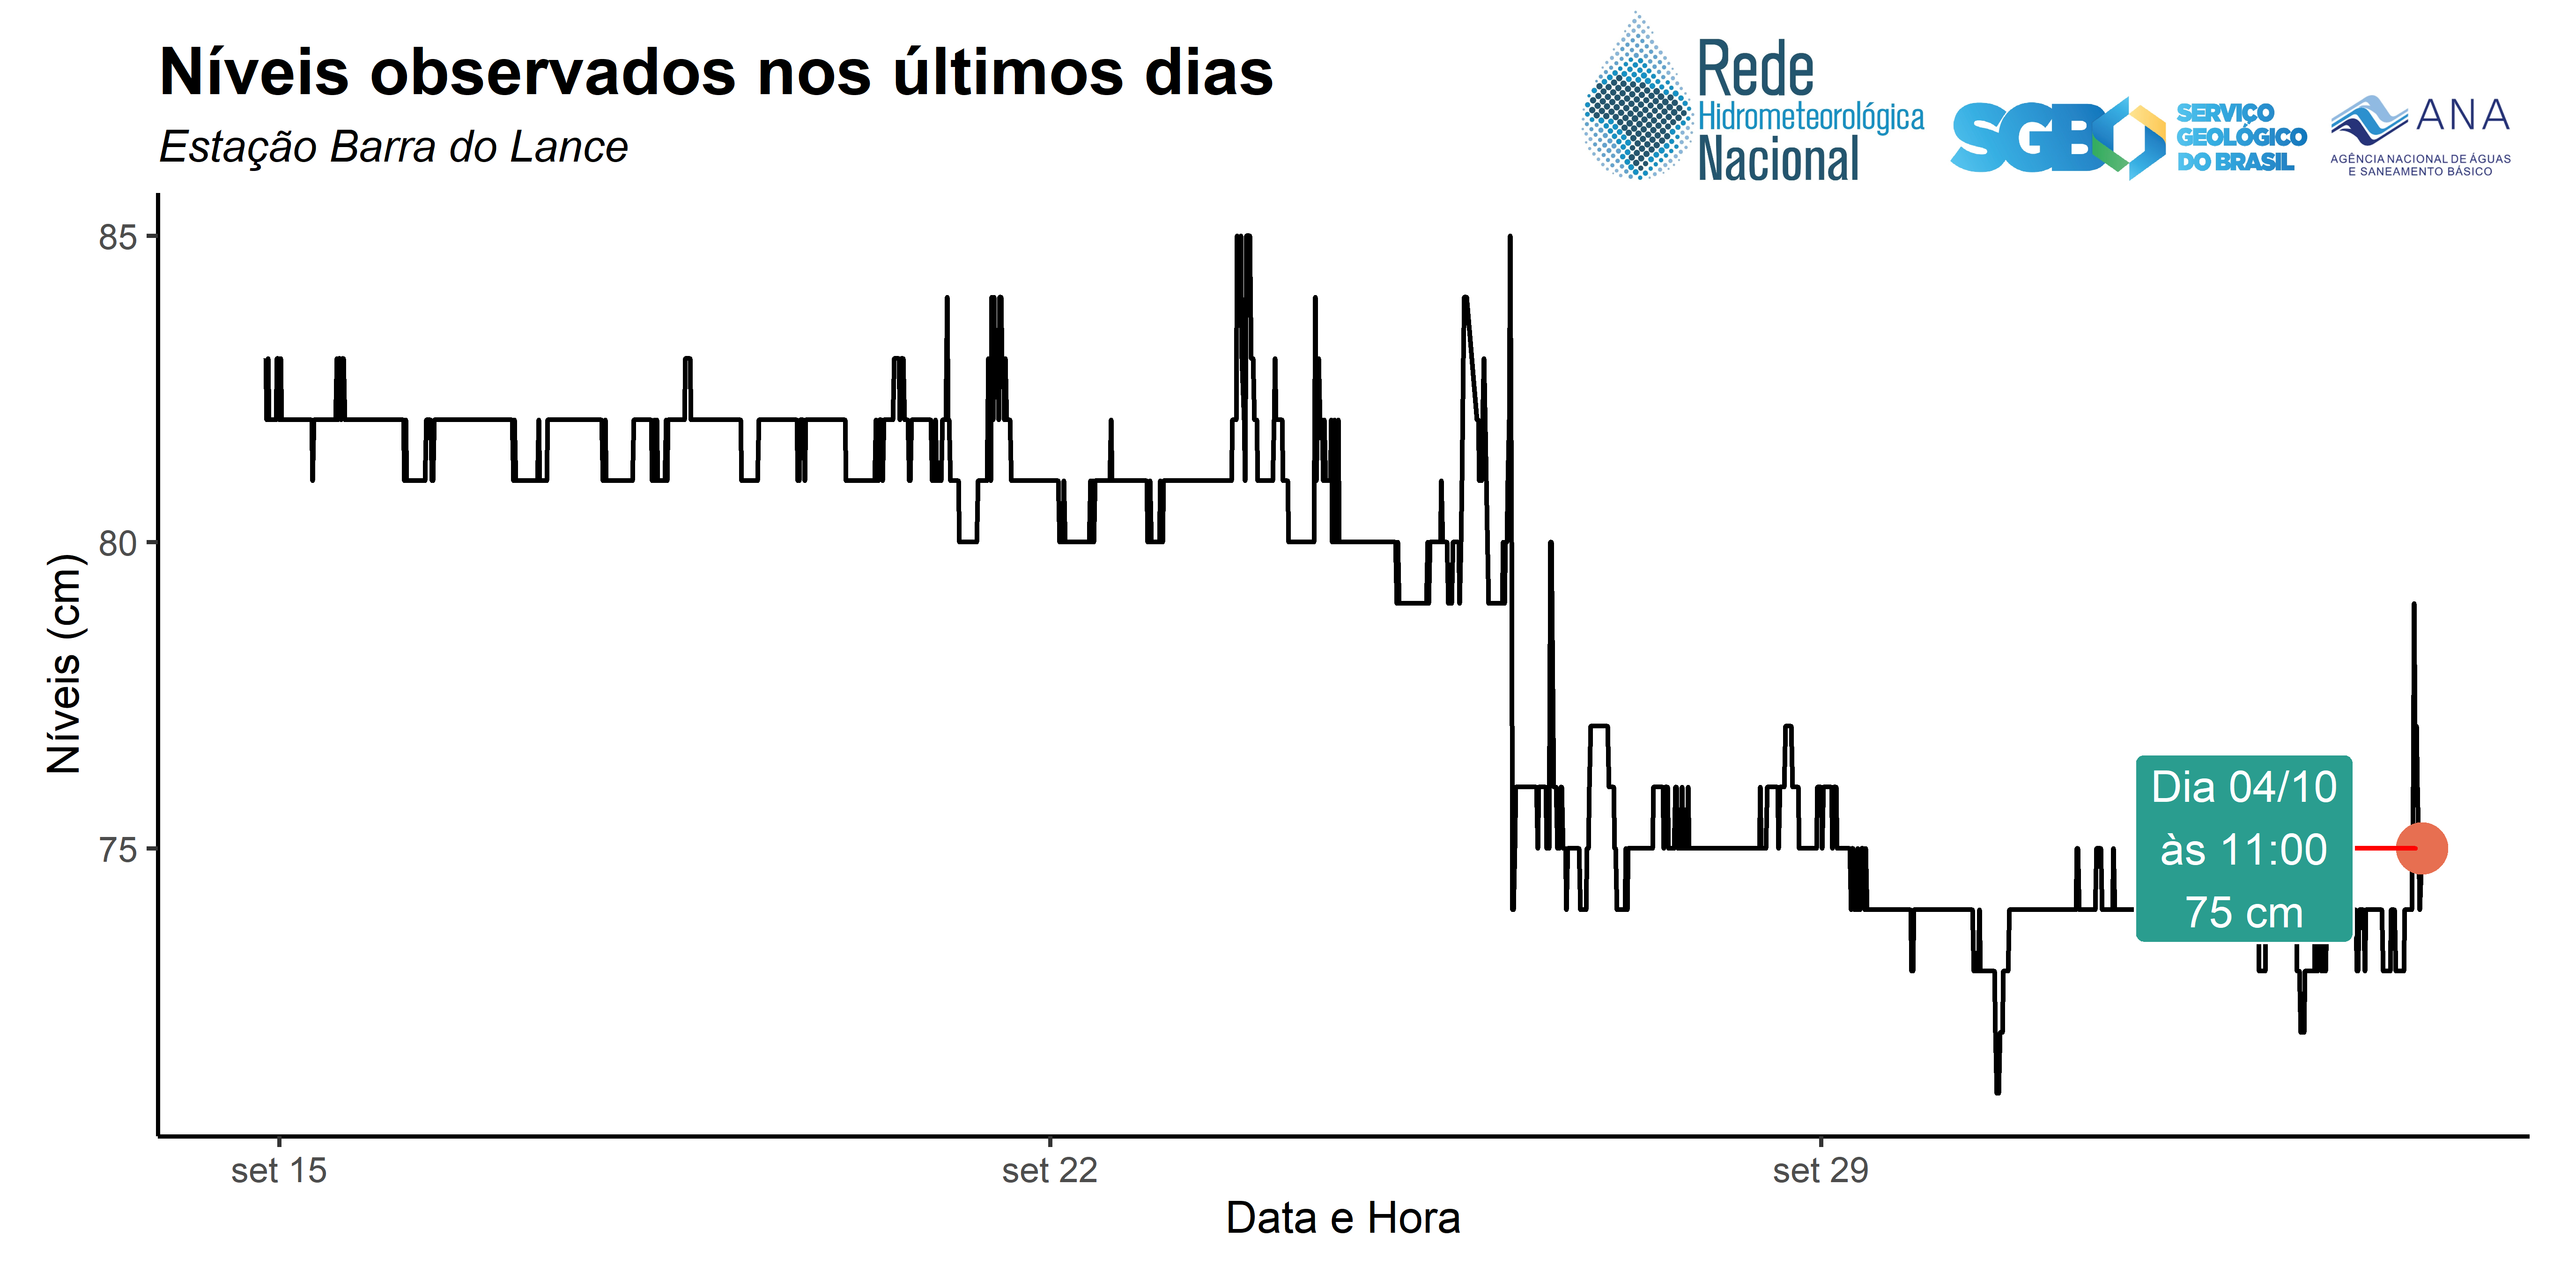 Níveis observados nos últimos dias
Estação Barra do Lance
Rede
Hidrometeorológica
Nacional
SGB
SERVIÇO
GEOLÓGICO
DO BRASIL
ANA
AGÊNCIA NACIONAL DE ÁGUAS
E SANEAMENTO BÁSICO
85
80
75
Níveis (cm)
Dia 04/10
às 11:00
75 cm
set 15
set 22
set 29
Data e Hora